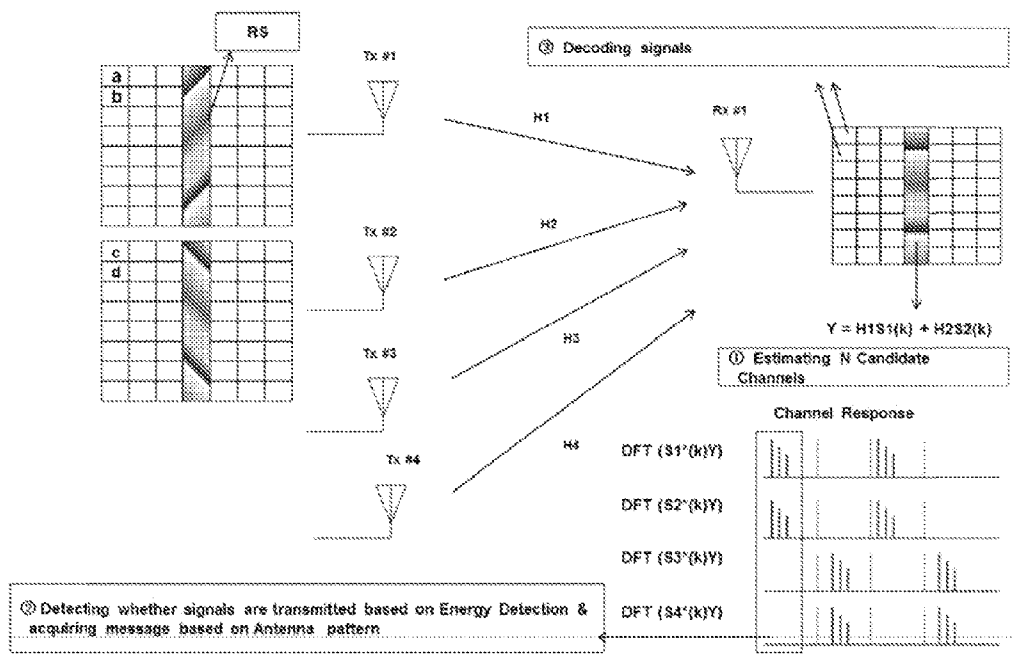 RS
a
b
Tx #1
H1
③ Decoding signals
Rx #1
c
d
Tx #2
H2
Y = H1S1(k) + H2S2(k)
Tx #3
H3
① Estimating N Candidate
Channels
Channel Response
Tx #4
H4
DFT (S1*(k)Y)
DFT (S2*(k)Y)
DFT (S3*(k)Y)
DFT (S4*(k)Y)
② Detecting whether signals are transmitted based on Energy Detection &
acquiring message based on Antenna pattern